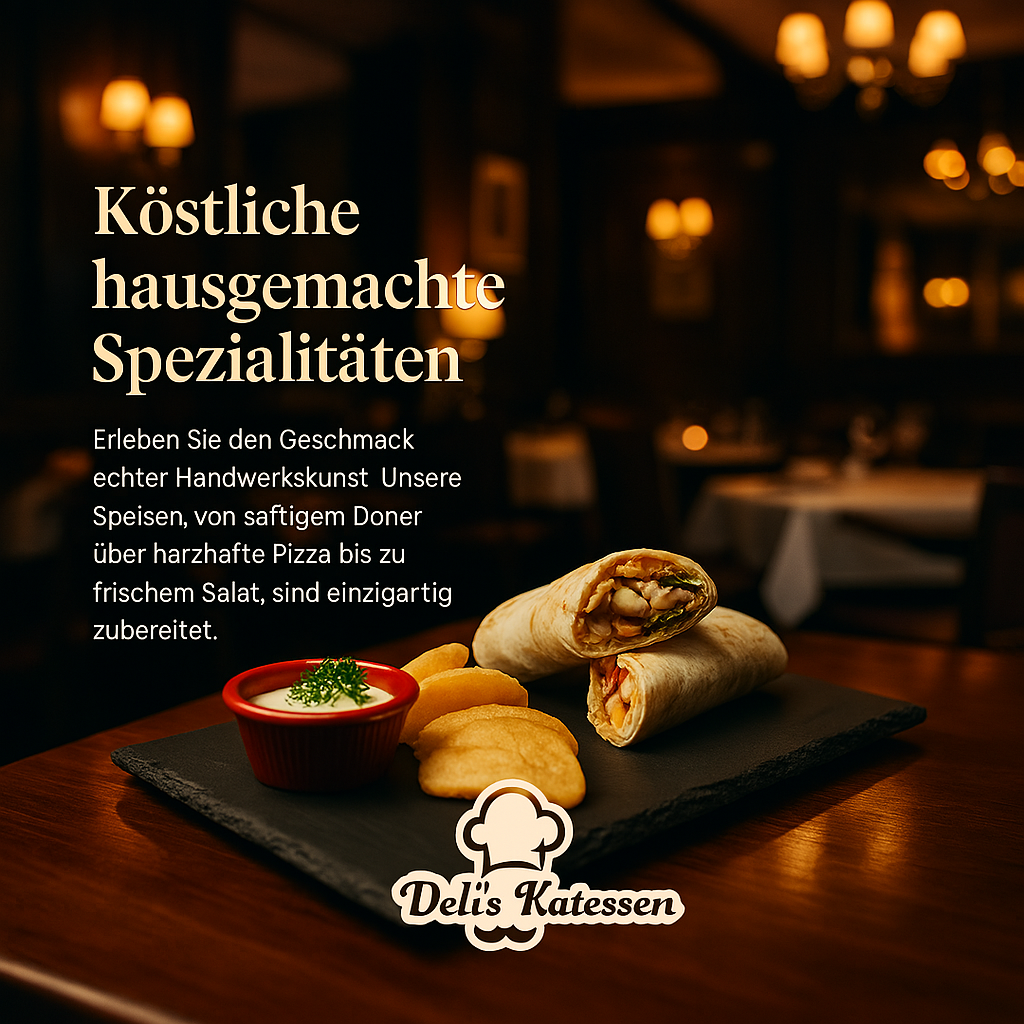 Köstliche
hausgemachte
Spezialitäten
Erleben Sie den Geschmack
echter Handwerkskunst  Unsere
Speisen, von saftigem Doner
über harzhafte Pizza bis zu
frischem Salat, sind einzigartig
zubereitet.
Deli's Katessen